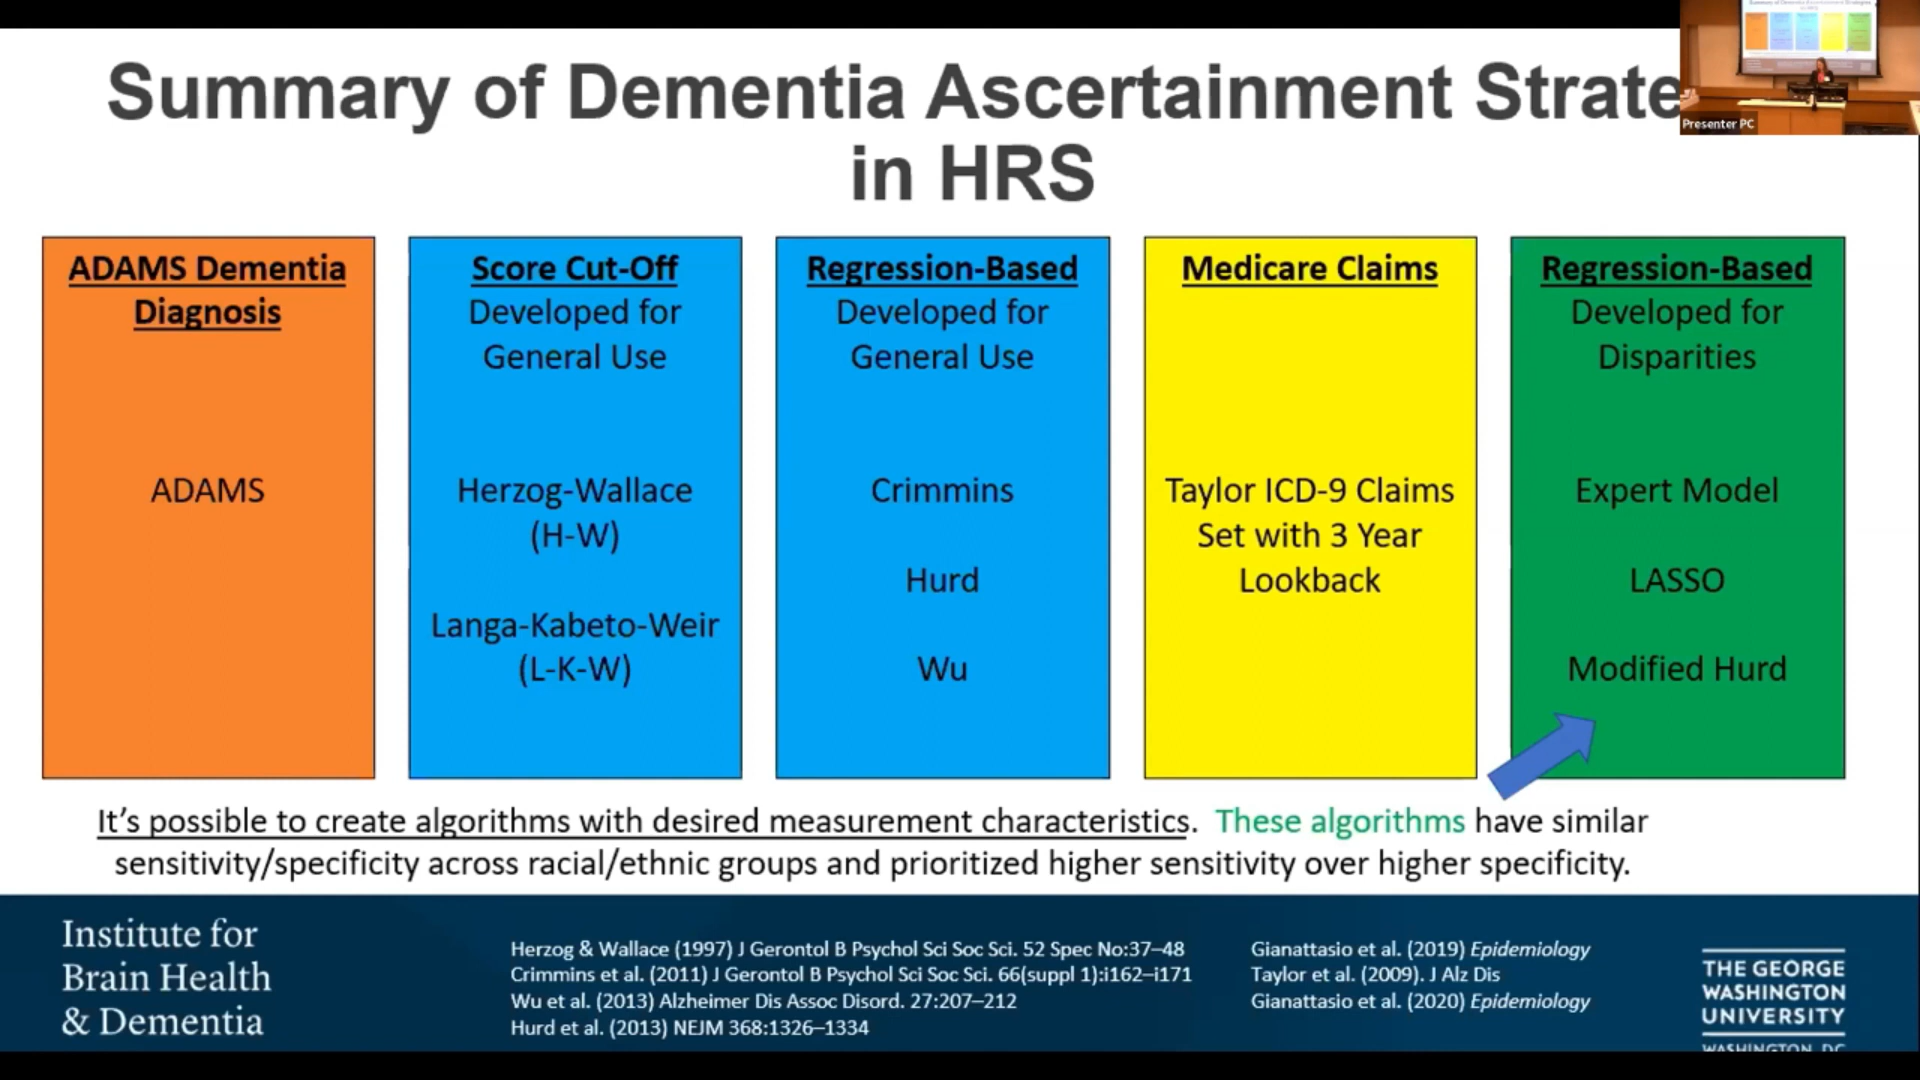 Summary of Dementia Ascertainment Strate
in HRS
Presenter PC
ADAMS Dementia
Diagnosis
ADAMS
Score Cut-Off
Developed for
General Use
Herzog-Wallace
(H-W)
Langa-Kabeto-Weir
(L-K-W)
Regression-Based
Developed for
General Use
Crimmins
Hurd
Wu
Medicare Claims
Taylor ICD-9 Claims
Set with 3 Year
Lookback
Regression-Based
Developed for
Disparities
Expert Model
LASSO
Modified Hurd
It's possible to create algorithms with desired measurement characteristics. These algorithms have similar
sensitivity/specificity across racial/ethnic groups and prioritized higher sensitivity over higher specificity.
Institute for
Brain Health
& Dementia
Herzog & Wallace (1997) J Gerontol B Psychol Sci Soc Sci. 52 Spec No:37–48
Crimmins et al. (2011) J Gerontol B Psychol Sci Soc Sci. 66(suppl 1):i162–i171
Wu et al. (2013) Alzheimer Dis Assoc Disord. 27:207–212
Hurd et al. (2013) NEJM 368:1326–1334
Gianattasio et al. (2019) Epidemiology
Taylor et al. (2009). J Alz Dis
Gianattasio et al. (2020) Epidemiology
THE GEORGE
WASHINGTON
UNIVERSITY
WASHINGTON, DC